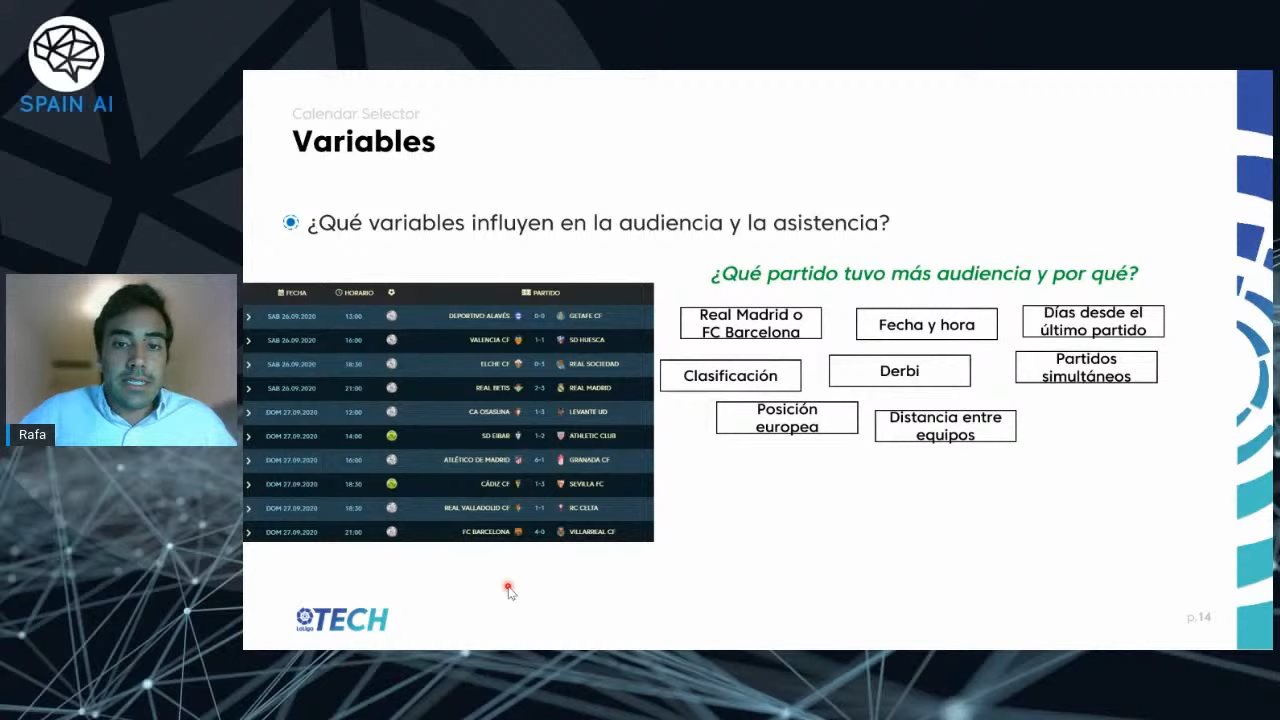 SPAIN AI
Calendar Selector
Variables
¿Qué variables influyen en la audiencia y la asistencia?
¿Qué partido tuvo más audiencia y por qué?
FECHA HORARIO PARTIDO
SAB 26.09.2020 13:00 DEPORTIVO ALAVÉS 0-0 GETAFE CF
SAB 26.09.2020 16:00 VALENCIA CF 1-1 SD HUESCA
SAB 26.09.2020 18:30 ELCHE CF 0-3 REAL SOCIEDAD
SAB 26.09.2020 21:00 REAL BETIS 2-3 REAL MADRID
DOM 27.09.2020 12:00 CA OSASUNA 1-3 LEVANTE UD
DOM 27.09.2020 14:00 SD EIBAR 1-2 ATHLETIC CLUB
DOM 27.09.2020 16:00 ATLÉTICO DE MADRID 6-1 GRANADA CF
DOM 27.09.2020 18:30 CÁDIZ CF 1-3 SEVILLA FC
DOM 27.09.2020 18:30 REAL VALLADOLID CF 1-1 RC CELTA
DOM 27.09.2020 21:00 FC BARCELONA 4-0 VILLARREAL CF
Real Madrid o
FC Barcelona
Fecha y hora
Días desde el
último partido
Clasificación
Derbi
Partidos
simultáneos
Posición
europea
Distancia entre
equipos
Rafa
LaLiga TECH
p.14